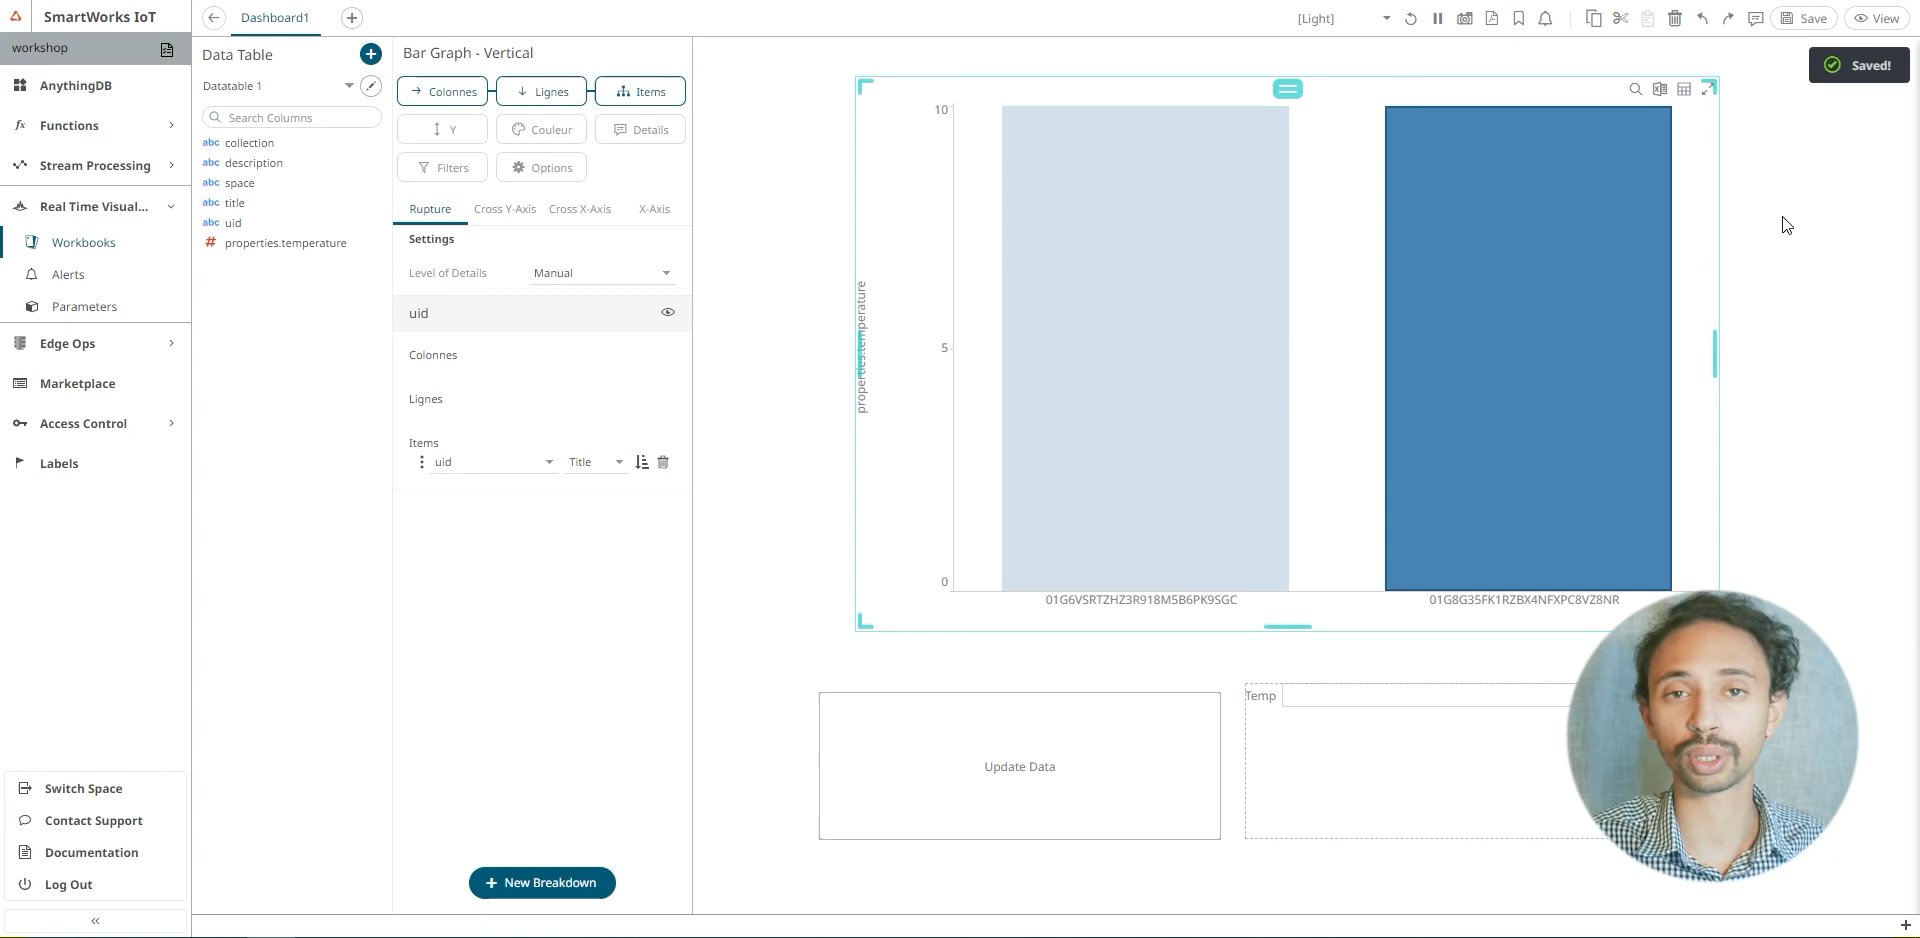 SmartWorks IoT
Dashboard1
[Light]
Save
View
workshop
AnythingDB
Functions
Stream Processing
Real Time Visual...
Workbooks
Alerts
Parameters
Edge Ops
Marketplace
Access Control
Labels
Switch Space
Contact Support
Documentation
Log Out
Data Table
Datatable 1
Search Columns
abc collection
abc description
abc space
abc title
abc uid
# properties.temperature
Bar Graph - Vertical
Colonnes
Lignes
Items
Y
Couleur
Details
Filters
Options
Rupture
Cross Y-Axis
Cross X-Axis
X-Axis
Settings
Level of Details
Manual
uid
Colonnes
Lignes
Items
uid
Title
New Breakdown
Saved!
10
5
0
properties.temperature
01G6VSRTZHZ3R918M5B6PK9SGC
01G8G35FK1RZBX4NFXPC8VZ8NR
Update Data
Temp